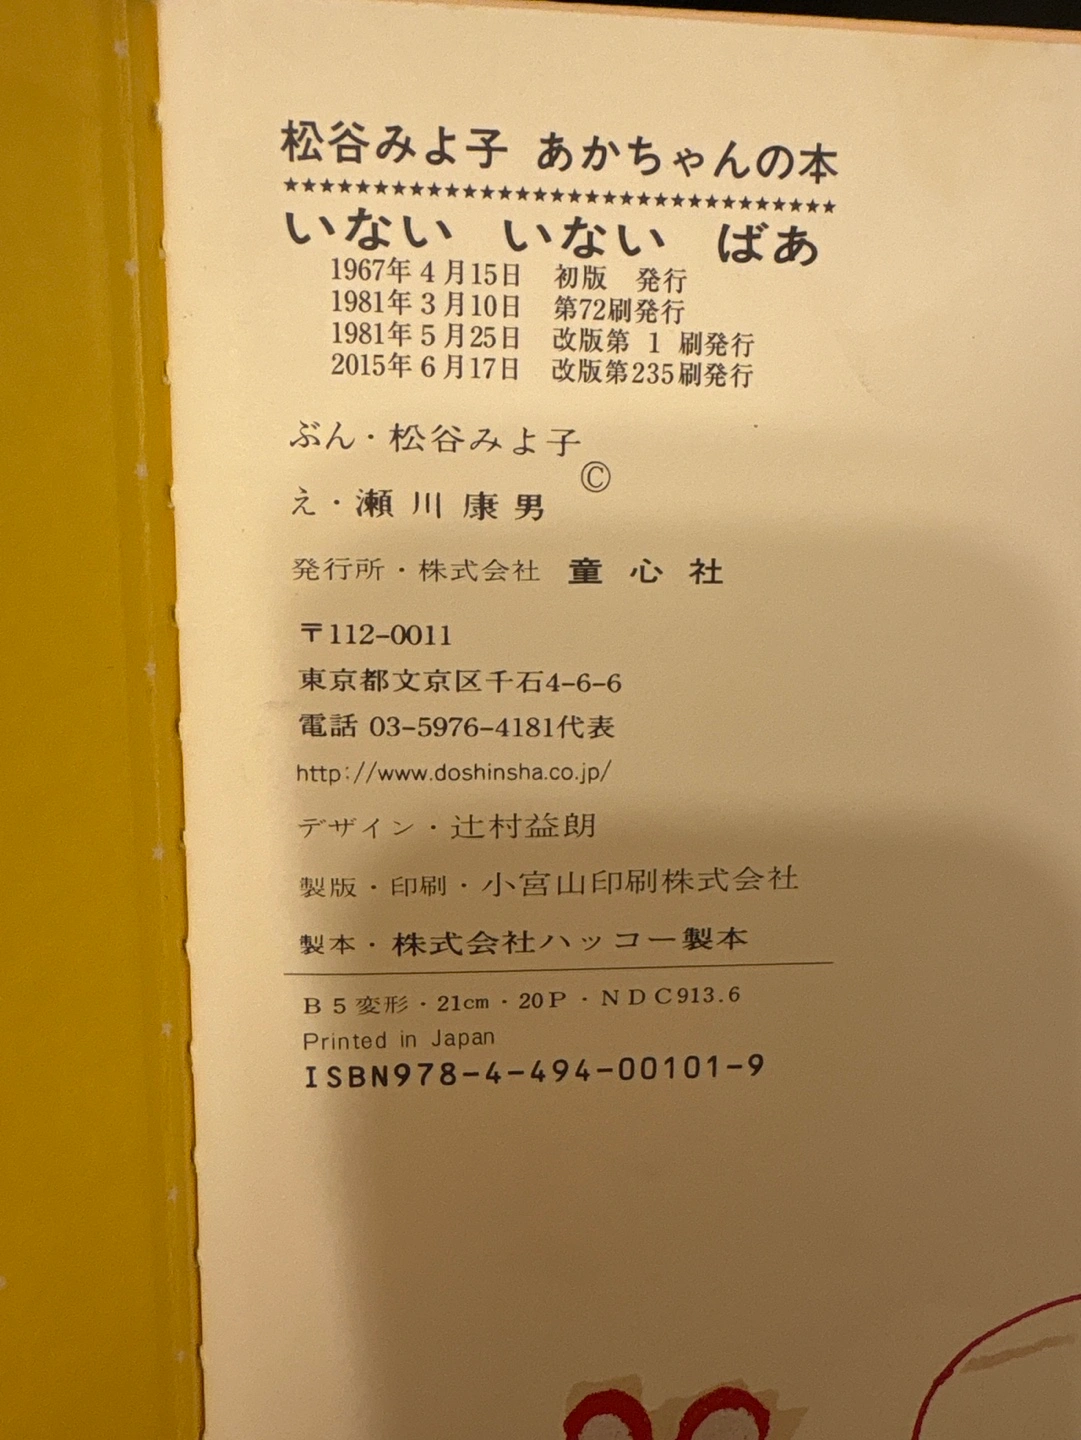 松谷みよ子 あかちゃんの本
★★★★★★★★★★★★★★★★★★★★★★★★★★★★★★★
いない いない ばあ
1967年4月15日 初版 発行
1981年3月10日 第72刷発行
1981年5月25日 改版第 1 刷発行
2015年6月17日 改版第235刷発行
ぶん・松谷みよ子
©
え・瀬川康男
発行所・株式会社 童心社
〒112-0011
東京都文京区千石4-6-6
電話 03-5976-4181代表
http://www.doshinsha.co.jp/
デザイン・辻村益朗
製版・印刷・小宮山印刷株式会社
製本・株式会社ハッコー製本
B5変形・21cm・20P・NDC913.6
Printed in Japan
ISBN978-4-494-00101-9